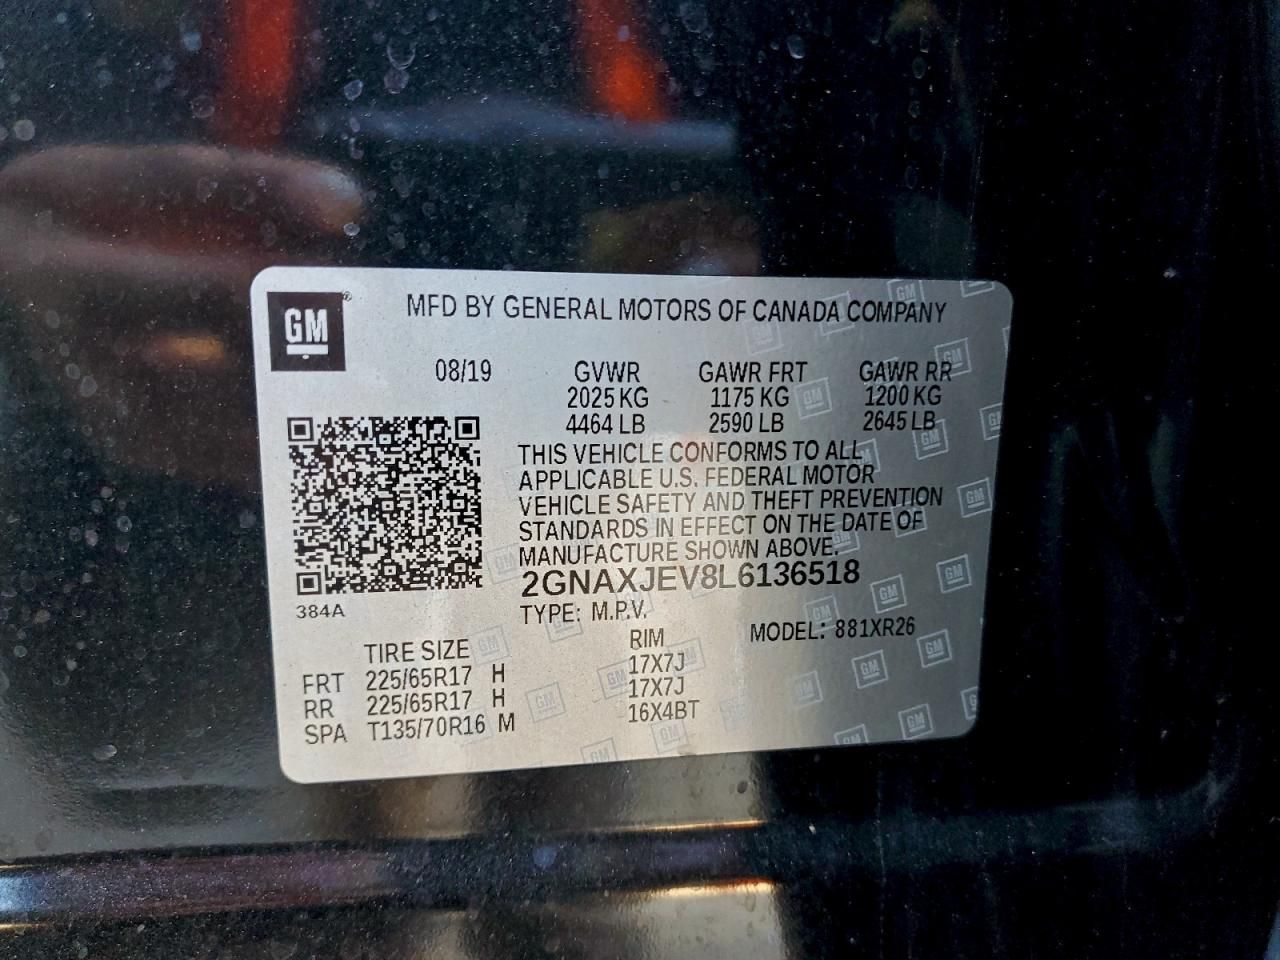 GM
MFD BY GENERAL MOTORS OF CANADA COMPANY
08/19 GVWR GAWR FRT GAWR RR
2025 KG 1175 KG 1200 KG
4464 LB 2590 LB 2645 LB
THIS VEHICLE CONFORMS TO ALL
APPLICABLE U.S. FEDERAL MOTOR
VEHICLE SAFETY AND THEFT PREVENTION
STANDARDS IN EFFECT ON THE DATE OF
MANUFACTURE SHOWN ABOVE.
2GNAXJEV8L6136518
384A
TYPE: M.P.V. MODEL: 881XR26
TIRE SIZE RIM
FRT 225/65R17 H 17X7J
RR 225/65R17 H 17X7J
SPA T135/70R16 M 16X4BT